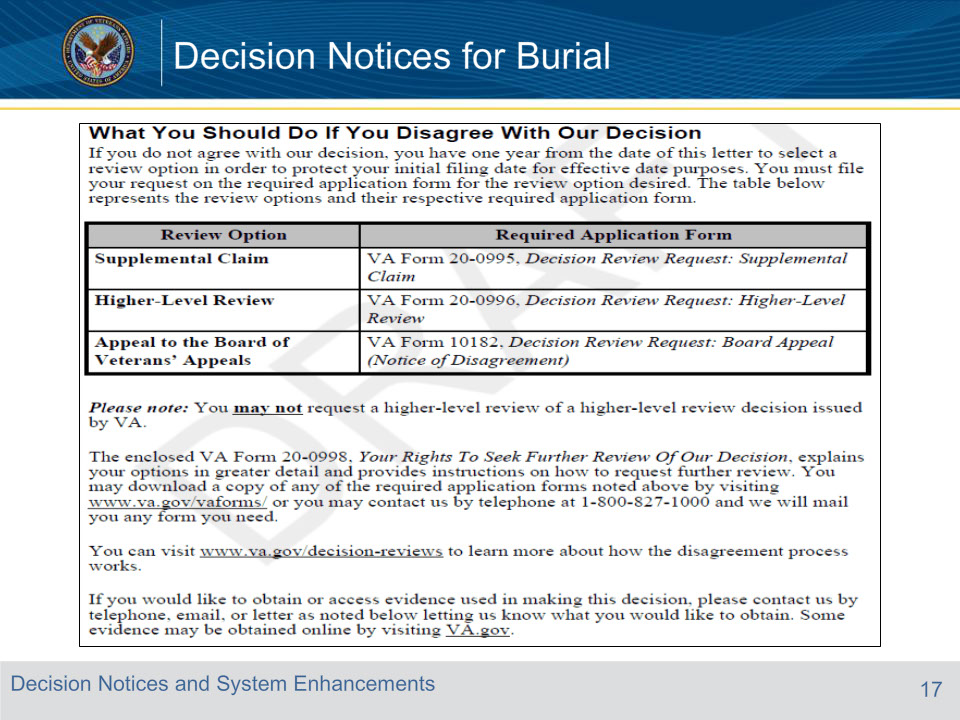 Decision Notices for Burial
What You Should Do If You Disagree With Our Decision
If you do not agree with our decision, you have one year from the date of this letter to select a
review option in order to protect your initial filing date for effective date purposes. You must file
your request on the required application form for the review option desired. The table below
represents the review options and their respective required application form.
Review Option Required Application Form
Supplemental Claim VA Form 20-0995, Decision Review Request: Supplemental
Claim
Higher-Level Review VA Form 20-0996, Decision Review Request: Higher-Level
Review
Appeal to the Board of VA Form 10182, Decision Review Request: Board Appeal
Veterans' Appeals (Notice of Disagreement)
Please note: You may not request a higher-level review of a higher-level review decision issued
by VA.
The enclosed VA Form 20-0998, Your Rights To Seek Further Review Of Our Decision, explains
your options in greater detail and provides instructions on how to request further review. You
may download a copy of any of the required application forms noted above by visiting
www.va.gov/vaforms/ or you may contact us by telephone at 1-800-827-1000 and we will mail
you any form you need.
You can visit www.va.gov/decision-reviews to learn more about how the disagreement process
works.
If you would like to obtain or access evidence used in making this decision, please contact us by
telephone, email, or letter as noted below letting us know what you would like to obtain. Some
evidence may be obtained online by visiting VA.gov.
DRAFT
Decision Notices and System Enhancements
17